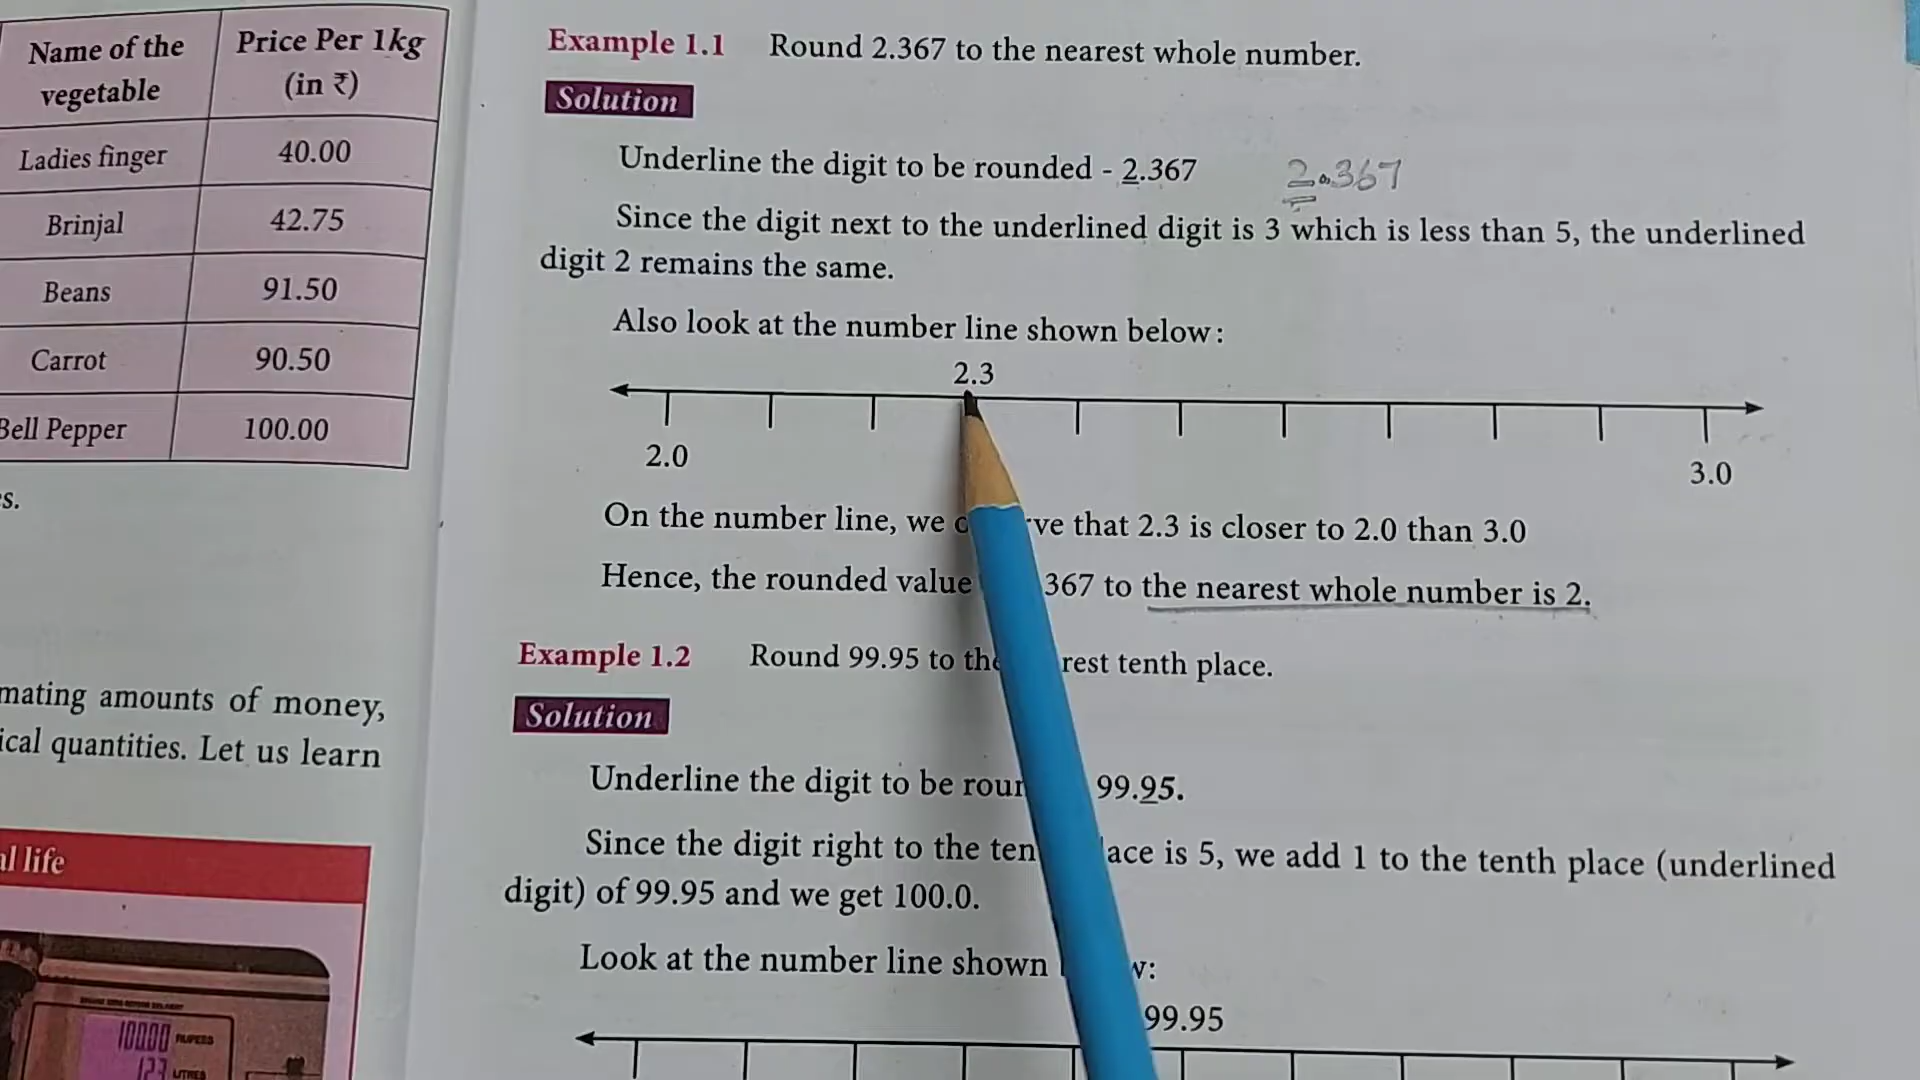 Name of the
vegetable
Price Per 1kg
(in ₹)
Ladies finger 40.00
Brinjal 42.75
Beans 91.50
Carrot 90.50
Bell Pepper 100.00
s.
mating amounts of money,
ical quantities. Let us learn
al life
RUPEES
123 LITRES
Example 1.1 Round 2.367 to the nearest whole number.
Solution
Underline the digit to be rounded - 2.367 2.367
Since the digit next to the underlined digit is 3 which is less than 5, the underlined
digit 2 remains the same.
Also look at the number line shown below:
2.3
2.0 3.0
On the number line, we ve that 2.3 is closer to 2.0 than 3.0
Hence, the rounded value 367 to the nearest whole number is 2.
Example 1.2 Round 99.95 to the rest tenth place.
Solution
Underline the digit to be roun 99.95.
Since the digit right to the ten ace is 5, we add 1 to the tenth place (underlined
digit) of 99.95 and we get 100.0.
Look at the number line shown w:
99.95